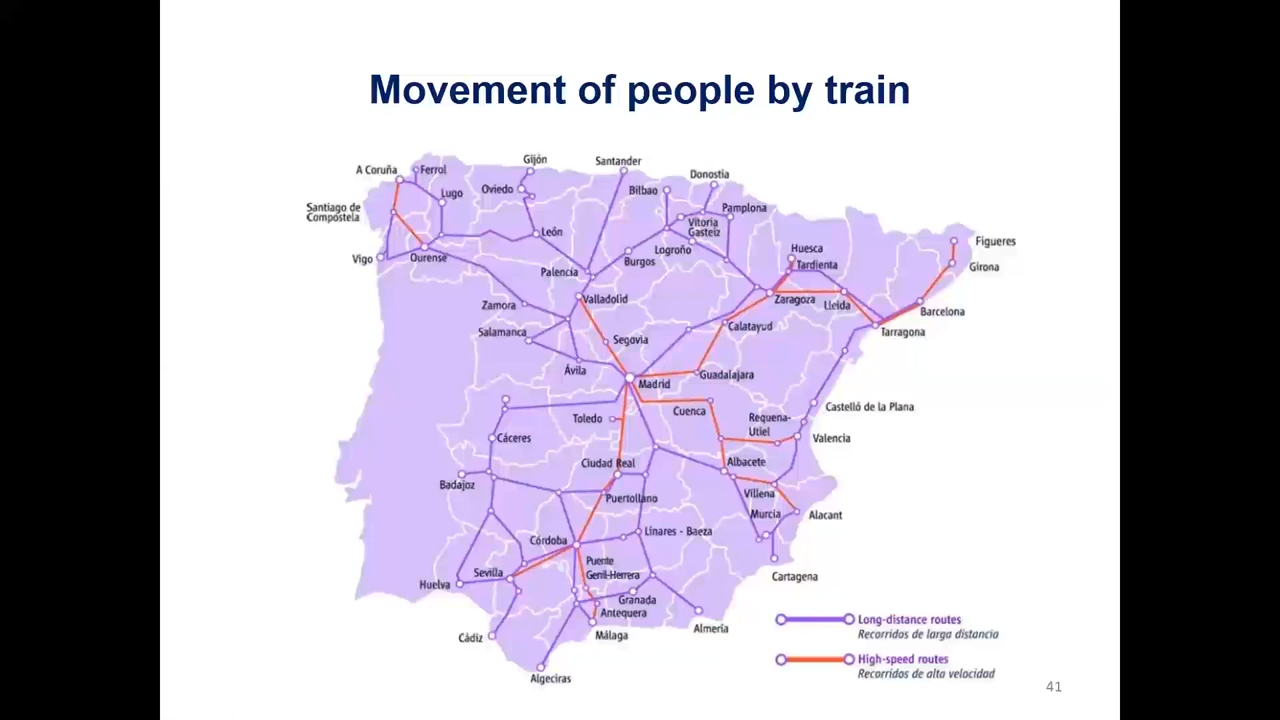 Movement of people by train
Gijón
Santander
A Coruña
Ferrol
Donostia
Oviedo
Bilbao
Lugo
Santiago de
Compostela
Pamplona
Vitoria
Gasteiz
León
Logroño
Figueres
Huesca
Vigo
Ourense
Burgos
Tardienta
Girona
Palencia
Valladolid
Zaragoza
Lleida
Zamora
Barcelona
Calatayud
Salamanca
Tarragona
Segovia
Ávila
Guadalajara
Madrid
Castelló de la Plana
Toledo
Cuenca
Requena-
Utiel
Cáceres
Valencia
Ciudad Real
Albacete
Badajoz
Puertollano
Villena
Murcia
Alacant
Linares - Baeza
Córdoba
Puente
Genil-Herrera
Sevilla
Cartagena
Huelva
Granada
Antequera
Almería
Málaga
Cádiz
Algeciras
Long-distance routes
Recorridos de larga distancia
High-speed routes
Recorridos de alta velocidad
41